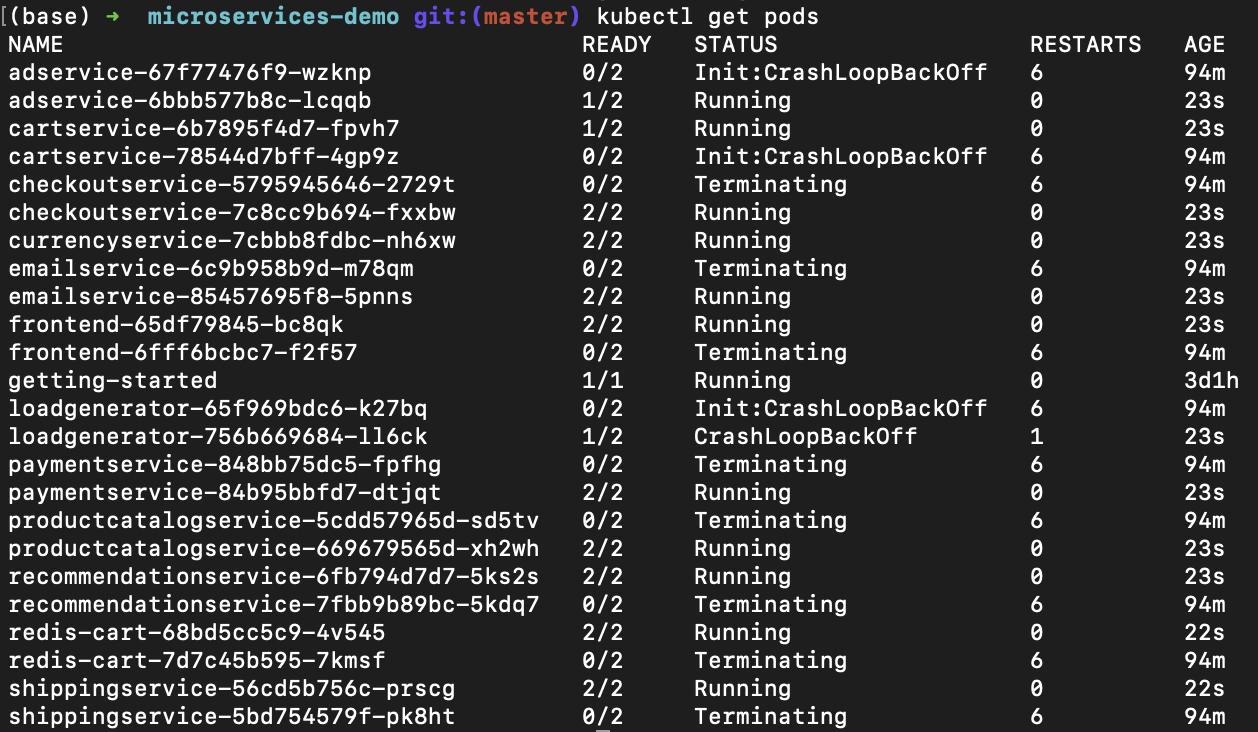 [(base) ➜  microservices-demo git:(master) kubectl get pods
NAME                                     READY   STATUS                  RESTARTS   AGE
adservice-67f77476f9-wzknp               0/2     Init:CrashLoopBackOff   6          94m
adservice-6bbb577b8c-lcqqb               1/2     Running                 0          23s
cartservice-6b7895f4d7-fpvh7             1/2     Running                 0          23s
cartservice-78544d7bff-4gp9z             0/2     Init:CrashLoopBackOff   6          94m
checkoutservice-5795945646-2729t         0/2     Terminating             6          94m
checkoutservice-7c8cc9b694-fxxbw         2/2     Running                 0          23s
currencyservice-7cbbb8fdbc-nh6xw         2/2     Running                 0          23s
emailservice-6c9b958b9d-m78qm            0/2     Terminating             6          94m
emailservice-85457695f8-5pnns            2/2     Running                 0          23s
frontend-65df79845-bc8qk                 2/2     Running                 0          23s
frontend-6fff6bcbc7-f2f57                0/2     Terminating             6          94m
getting-started                          1/1     Running                 0          3d1h
loadgenerator-65f969bdc6-k27bq           0/2     Init:CrashLoopBackOff   6          94m
loadgenerator-756b669684-ll6ck           1/2     CrashLoopBackOff        1          23s
paymentservice-848bb75dc5-fpfhg          0/2     Terminating             6          94m
paymentservice-84b95bbfd7-dtjqt          2/2     Running                 0          23s
productcatalogservice-5cdd57965d-sd5tv   0/2     Terminating             6          94m
productcatalogservice-669679565d-xh2wh   2/2     Running                 0          23s
recommendationservice-6fb794d7d7-5ks2s   2/2     Running                 0          23s
recommendationservice-7fbb9b89bc-5kdq7   0/2     Terminating             6          94m
redis-cart-68bd5cc5c9-4v545              2/2     Running                 0          22s
redis-cart-7d7c45b595-7kmsf              0/2     Terminating             6          94m
shippingservice-56cd5b756c-prscg         2/2     Running                 0          22s
shippingservice-5bd754579f-pk8ht         0/2     Terminating             6          94m